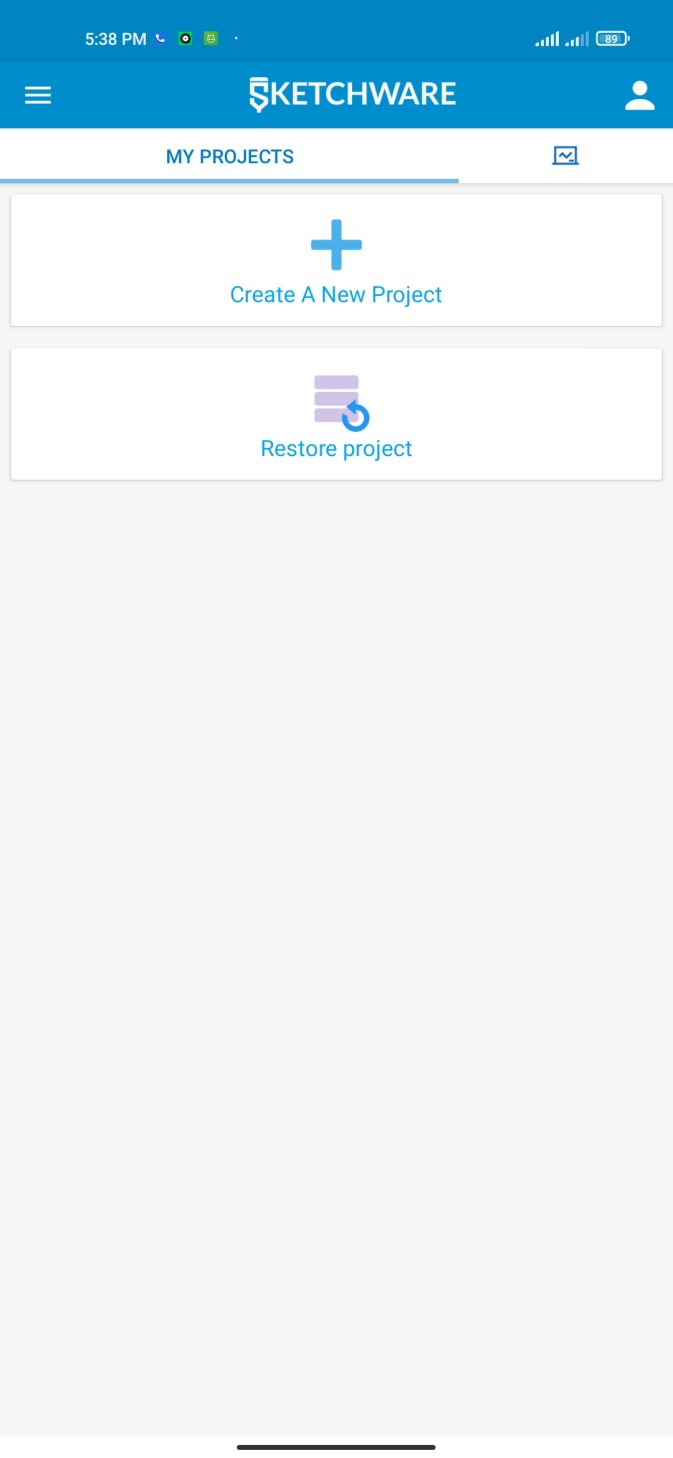 5:38 PM
89
SKETCHWARE
MY PROJECTS
Create A New Project
Restore project